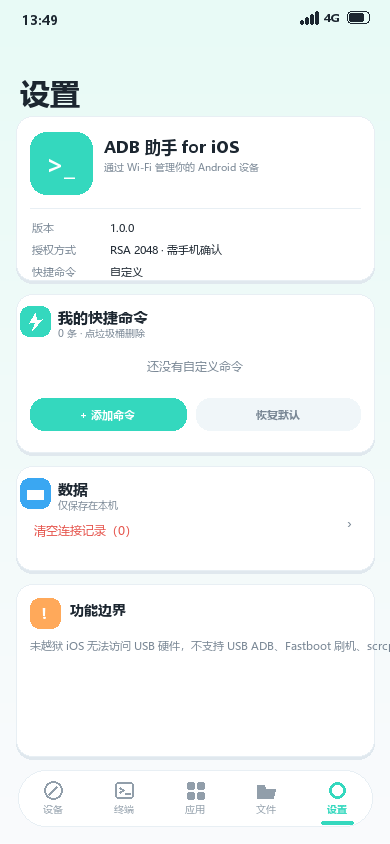 13:49
4G
设置
>_
ADB 助手 for iOS
通过 Wi-Fi 管理你的 Android 设备
版本 1.0.0
授权方式 RSA 2048 · 需手机确认
快捷命令 自定义
我的快捷命令
0 条 · 点垃圾桶删除
还没有自定义命令
+ 添加命令 恢复默认
数据
仅保存在本机
清空连接记录（0） ›
! 功能边界
未越狱 iOS 无法访问 USB 硬件，不支持 USB ADB、Fastboot 刷机、scrcp
设备 终端 应用 文件 设置